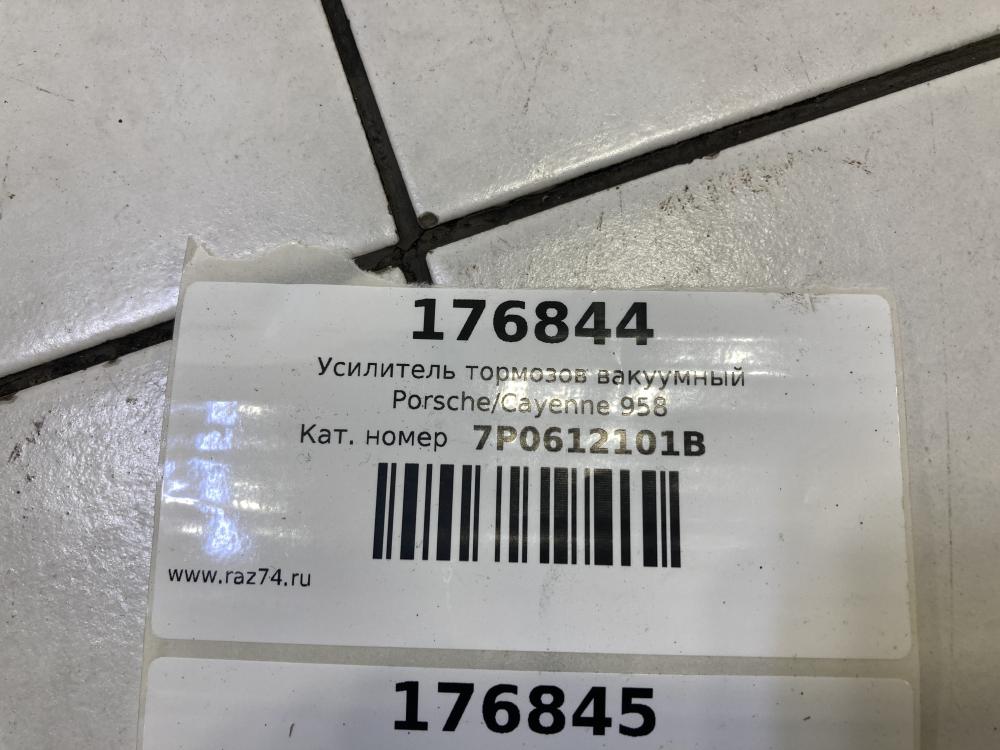 176844
Усилитель тормозов вакуумный
Porsche/Cayenne 958
Кат. номер 7P0612101B
www.raz74.ru
176845